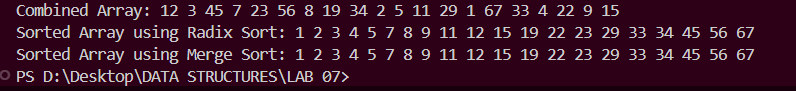 Combined Array: 12 3 45 7 23 56 8 19 34 2 5 11 29 1 67 33 4 22 9 15
Sorted Array using Radix Sort: 1 2 3 4 5 7 8 9 11 12 15 19 22 23 29 33 34 45 56 67
Sorted Array using Merge Sort: 1 2 3 4 5 7 8 9 11 12 15 19 22 23 29 33 34 45 56 67
PS D:\Desktop\DATA STRUCTURES\LAB 07>